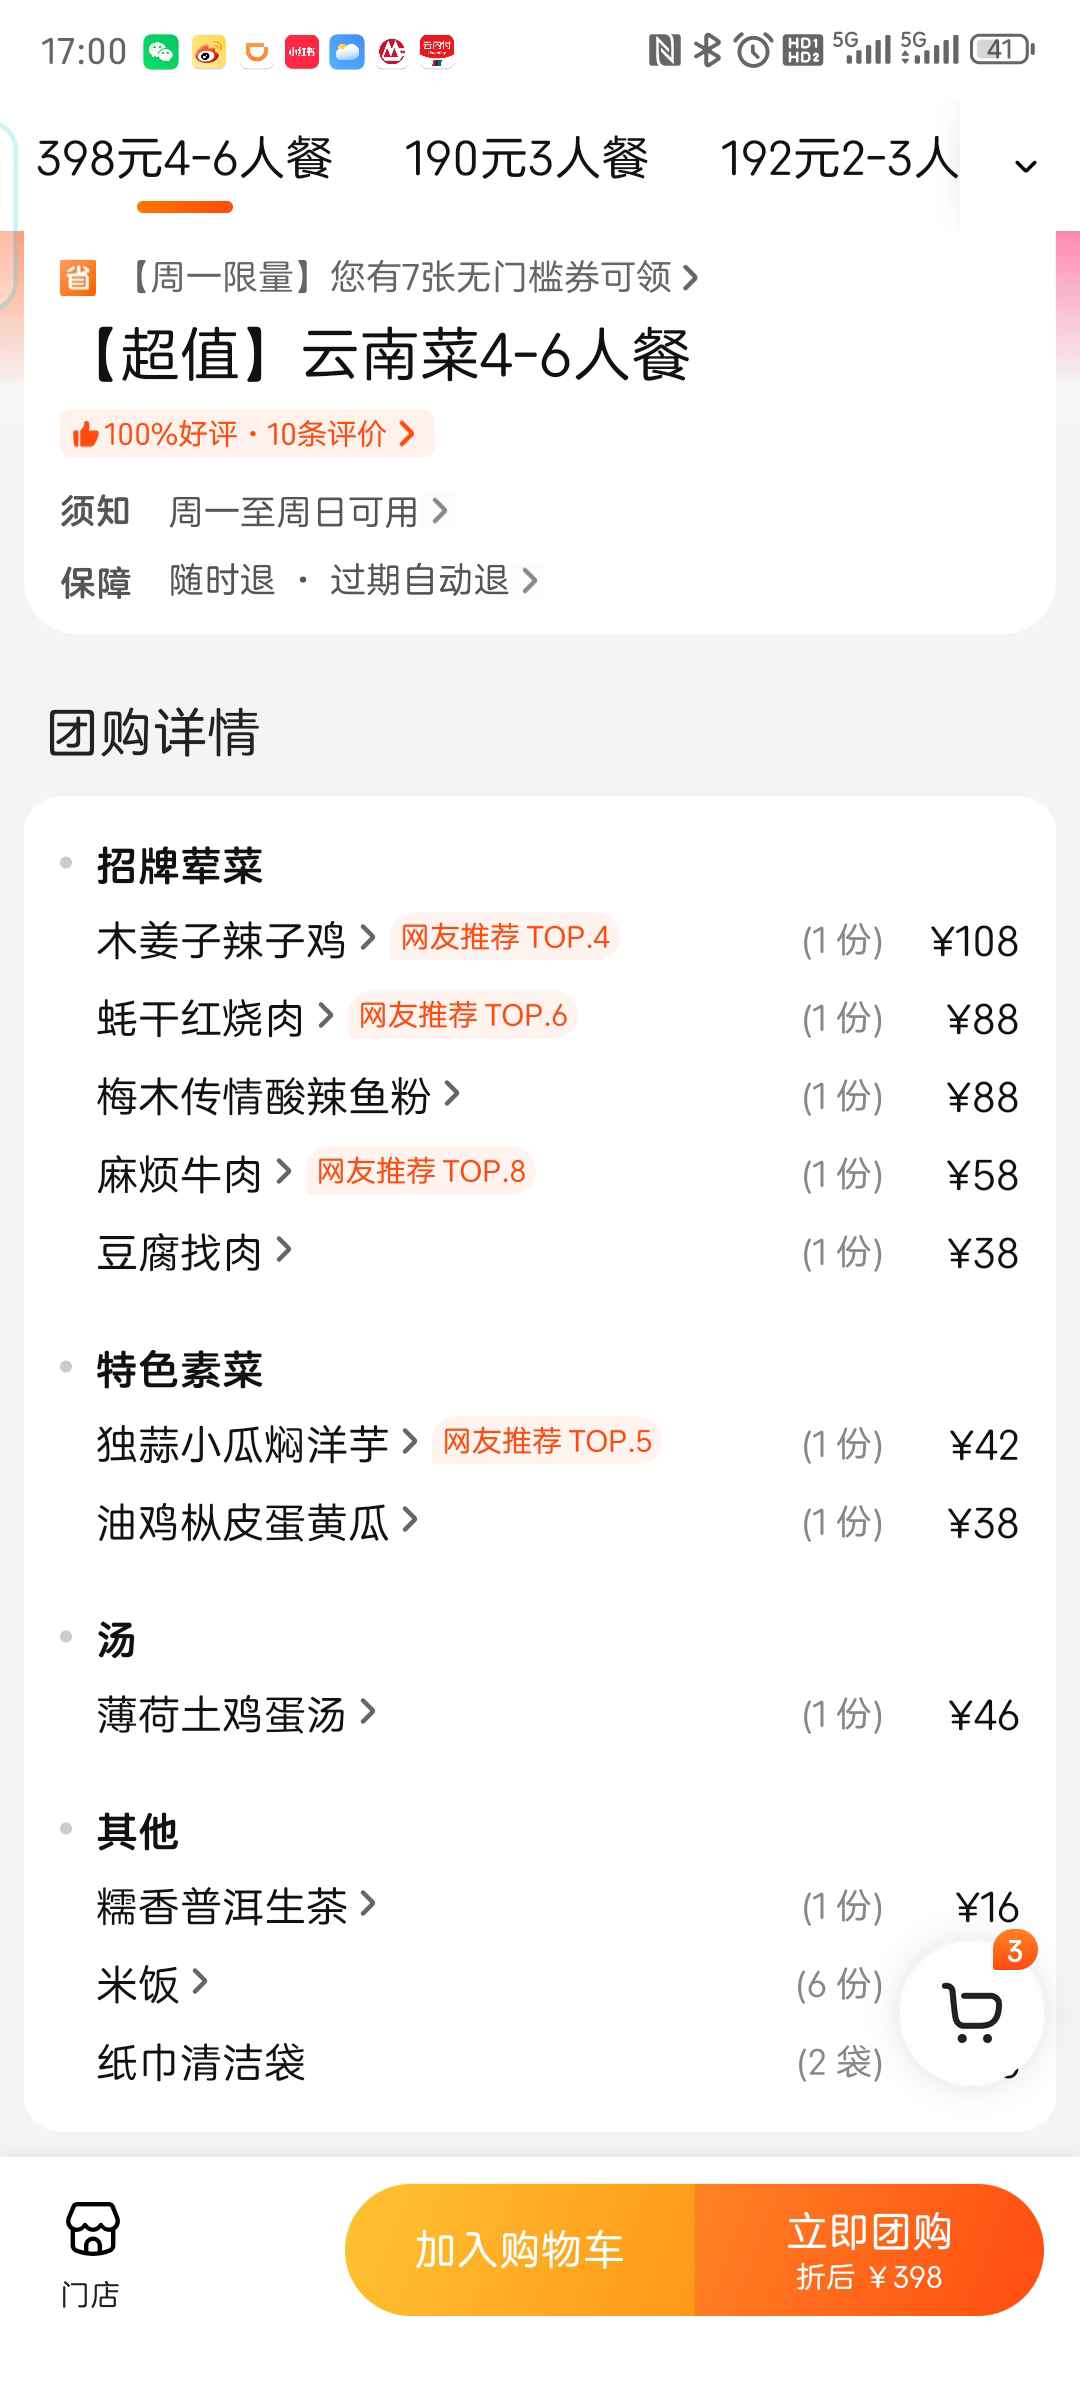 17:00
小红书
云闪付
HD1
HD2
5G
5G
41
398元4-6人餐
190元3人餐
192元2-3人
省
【周一限量】您有7张无门槛券可领
【超值】云南菜4-6人餐
100%好评·10条评价
须知 周一至周日可用
保障 随时退 · 过期自动退
团购详情
招牌荤菜
木姜子辣子鸡 网友推荐 TOP.4 (1 份) ¥108
蚝干红烧肉 网友推荐 TOP.6 (1 份) ¥88
梅木传情酸辣鱼粉 (1 份) ¥88
麻烦牛肉 网友推荐 TOP.8 (1 份) ¥58
豆腐找肉 (1 份) ¥38
特色素菜
独蒜小瓜焖洋芋 网友推荐 TOP.5 (1 份) ¥42
油鸡枞皮蛋黄瓜 (1 份) ¥38
汤
薄荷土鸡蛋汤 (1 份) ¥46
其他
糯香普洱生茶 (1 份) ¥16
米饭 (6 份)
3
纸巾清洁袋 (2 袋)
门店
加入购物车
立即团购
折后 ¥398